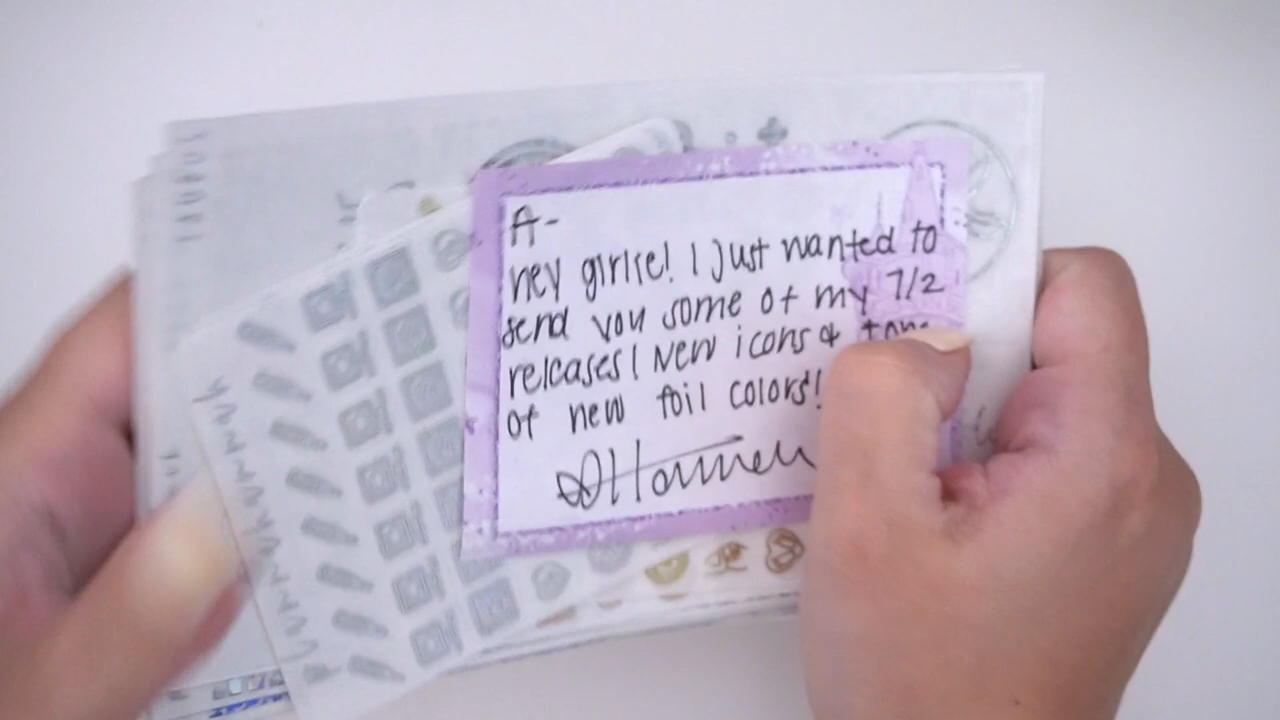 A-
hey girlie! I just wanted to
send you some of my 7/2
releases! New icons & tons
of new foil colors!